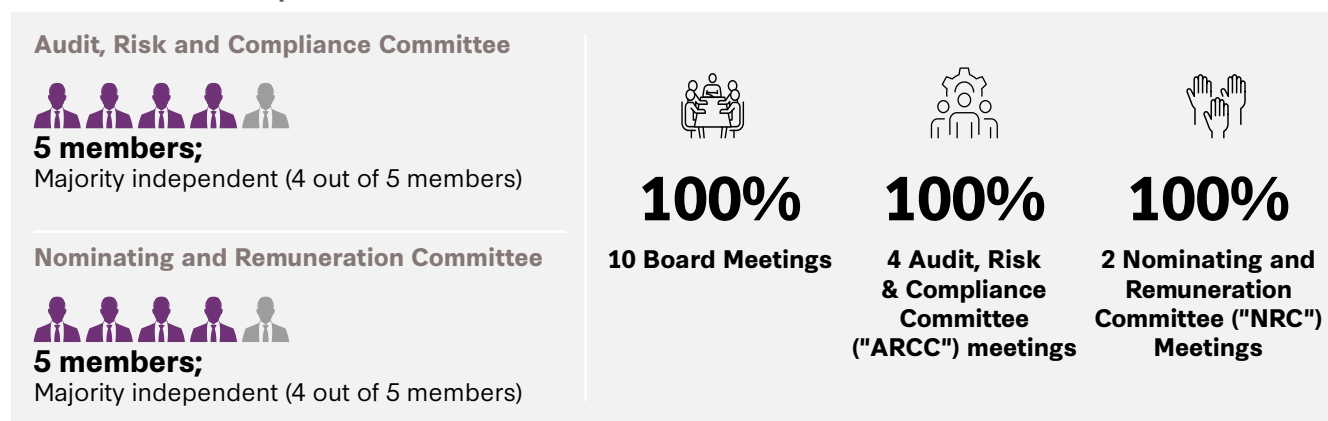 Audit, Risk and Compliance Committee
5 members;
Majority independent (4 out of 5 members)
Nominating and Remuneration Committee
5 members;
Majority independent (4 out of 5 members)
100%
10 Board Meetings
100%
4 Audit, Risk
& Compliance
Committee
("ARCC") meetings
100%
2 Nominating and
Remuneration
Committee ("NRC")
Meetings